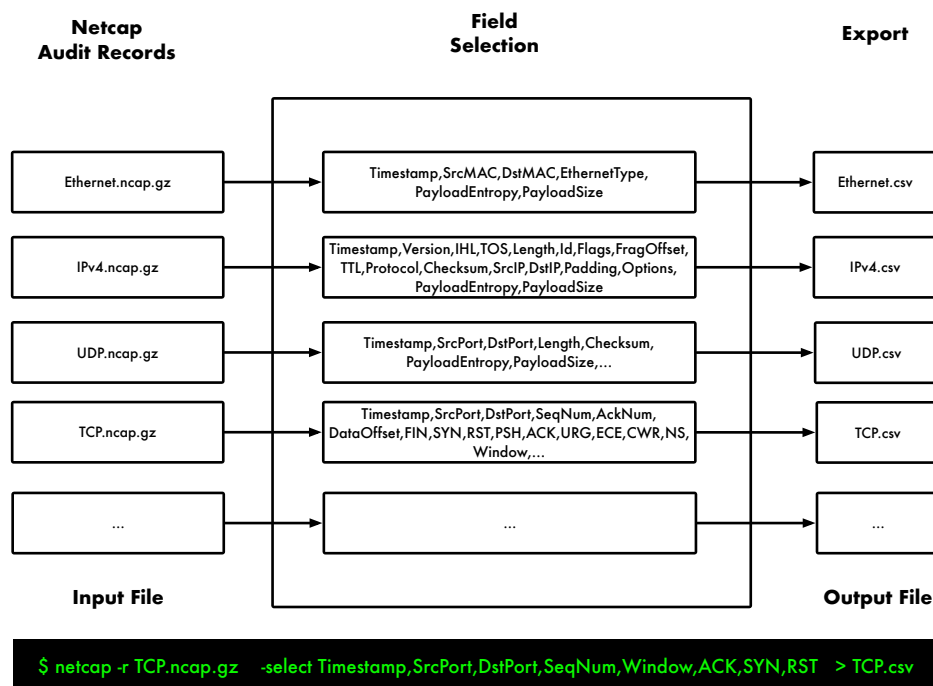 Netcap
Audit Records
Field
Selection
Export
Ethernet.ncap.gz
Timestamp,SrcMAC,DstMAC,EthernetType,
PayloadEntropy,PayloadSize
Ethernet.csv
IPv4.ncap.gz
Timestamp,Version,IHL,TOS,Length,Id,Flags,FragOffset,
TTL,Protocol,Checksum,SrcIP,DstIP,Padding,Options,
PayloadEntropy,PayloadSize
IPv4.csv
UDP.ncap.gz
Timestamp,SrcPort,DstPort,Length,Checksum,
PayloadEntropy,PayloadSize,...
UDP.csv
TCP.ncap.gz
Timestamp,SrcPort,DstPort,SeqNum,AckNum,
DataOffset,FIN,SYN,RST,PSH,ACK,URG,ECE,CWR,NS,
Window,...
TCP.csv
...
...
...
Input File
Output File
$ netcap -r TCP.ncap.gz -select Timestamp,SrcPort,DstPort,SeqNum,Window,ACK,SYN,RST > TCP.csv